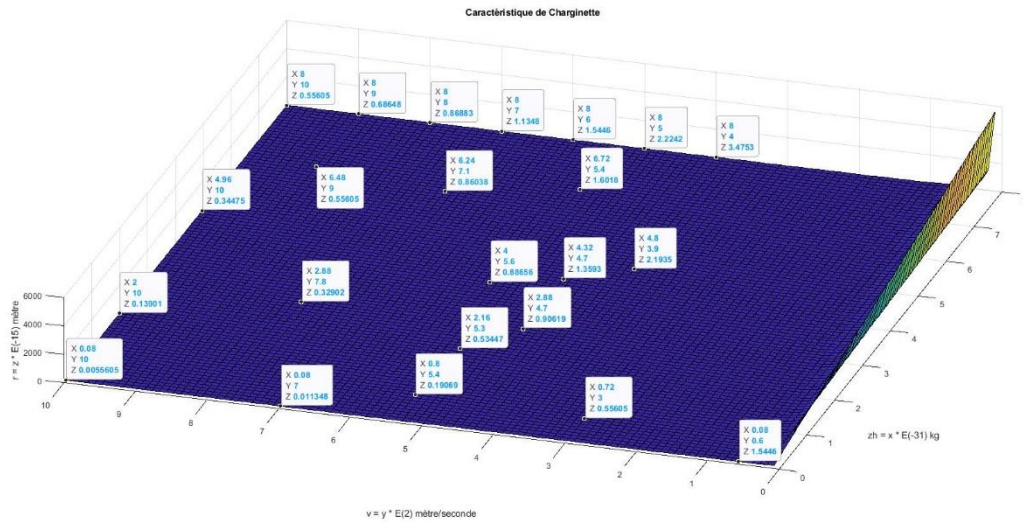 Caractéristique de Charginette
X 8
Y 10
Z 0.55605
X 8
Y 9
Z 0.68648
X 8
Y 8
Z 0.86883
X 8
Y 7
Z 1.1348
X 8
Y 6
Z 1.5446
X 8
Y 5
Z 2.2242
X 8
Y 4
Z 3.4753
X 4.96
Y 10
Z 0.34475
X 6.48
Y 9
Z 0.55605
X 6.24
Y 7.1
Z 0.86038
X 6.72
Y 5.4
Z 1.6018
X 2
Y 10
Z 0.13901
X 2.88
Y 7.8
Z 0.32902
X 4
Y 5.6
Z 0.88656
X 4.32
Y 4.7
Z 1.3593
X 4.8
Y 3.9
Z 2.1935
X 2.88
Y 4.7
Z 0.90619
X 2.16
Y 5.3
Z 0.53447
X 0.08
Y 10
Z 0.0055605
X 0.08
Y 7
Z 0.011348
X 0.8
Y 5.4
Z 0.19069
X 0.72
Y 3
Z 0.55605
X 0.08
Y 0.6
Z 1.5446
r = z * E(-15) mètre
6000
4000
2000
0
10
9
8
7
6
5
4
3
2
1
0
v = y * E(2) mètre/seconde
7
6
5
4
3
2
1
0
zh = x * E(-31) kg